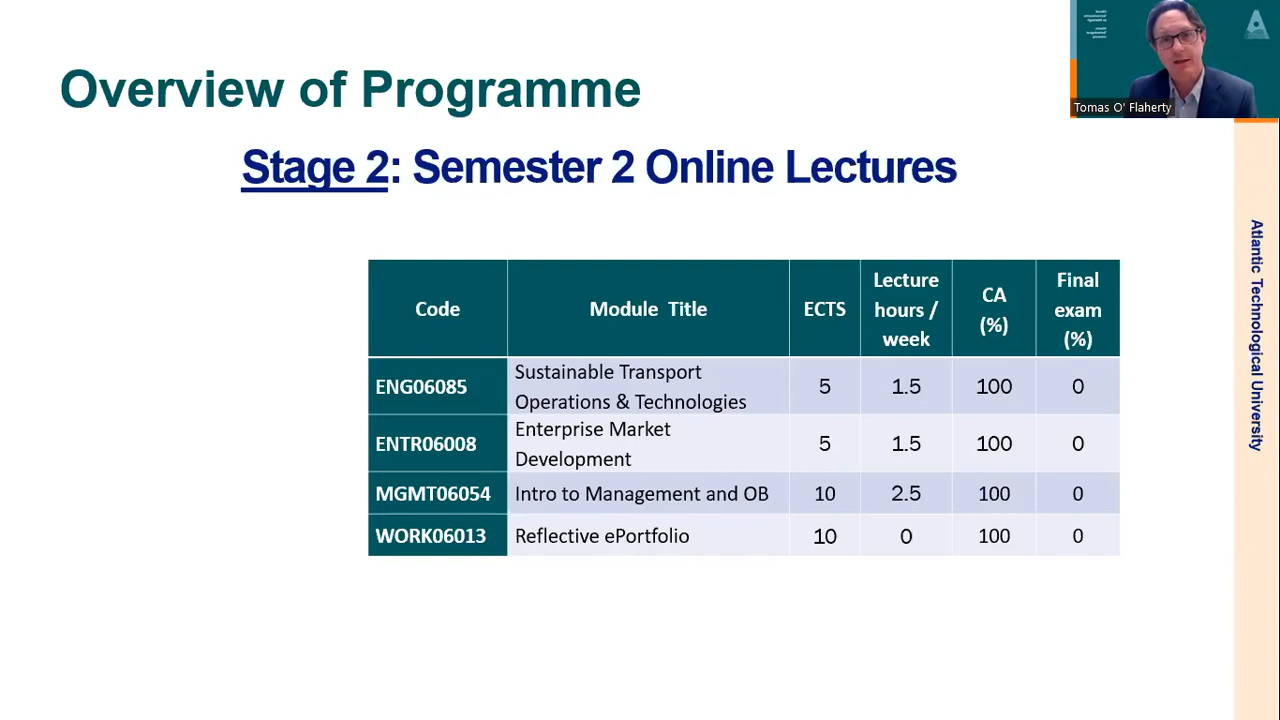 Overview of Programme
Tomas O' Flaherty
Stage 2: Semester 2 Online Lectures
Code Module Title ECTS Lecture hours / week CA (%) Final exam (%)
ENG06085 Sustainable Transport Operations & Technologies 5 1.5 100 0
ENTR06008 Enterprise Market Development 5 1.5 100 0
MGMT06054 Intro to Management and OB 10 2.5 100 0
WORK06013 Reflective ePortfolio 10 0 100 0
Atlantic Technological University